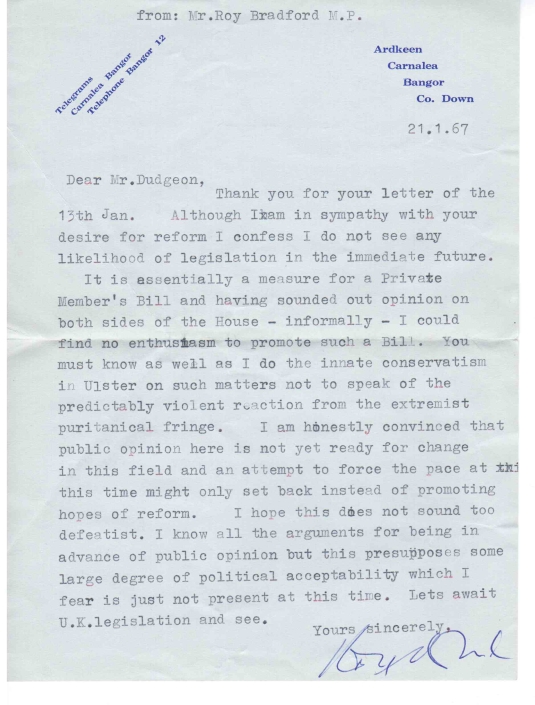 from: Mr.Roy Bradford M.P.
Telegrams
Carnalea Bangor
Telephone Bangor 12
Ardkeen
Carnalea
Bangor
Co. Down
21.1.67
Dear Mr.Dudgeon,
Thank you for your letter of the
13th Jan. Although Ixam in sympathy with your
desire for reform I confess I do not see any
likelihood of legislation in the immediate future.
It is essentially a measure for a Private
Member's Bill and having sounded out opinion on
both sides of the House - informally - I could
find no enthusiasm to promote such a Bill. You
must know as well as I do the innate conservatism
in Ulster on such matters not to speak of the
predictably violent reaction from the extremist
puritanical fringe. I am honestly convinced that
public opinion here is not yet ready for change
in this field and an attempt to force the pace at thi
this time might only set back instead of promoting
hopes of reform. I hope this does not sound too
defeatist. I know all the arguments for being in
advance of public opinion but this presupposes some
large degree of political acceptability which I
fear is just not present at this time. Lets await
U.K.legislation and see.
Yours sincerely,